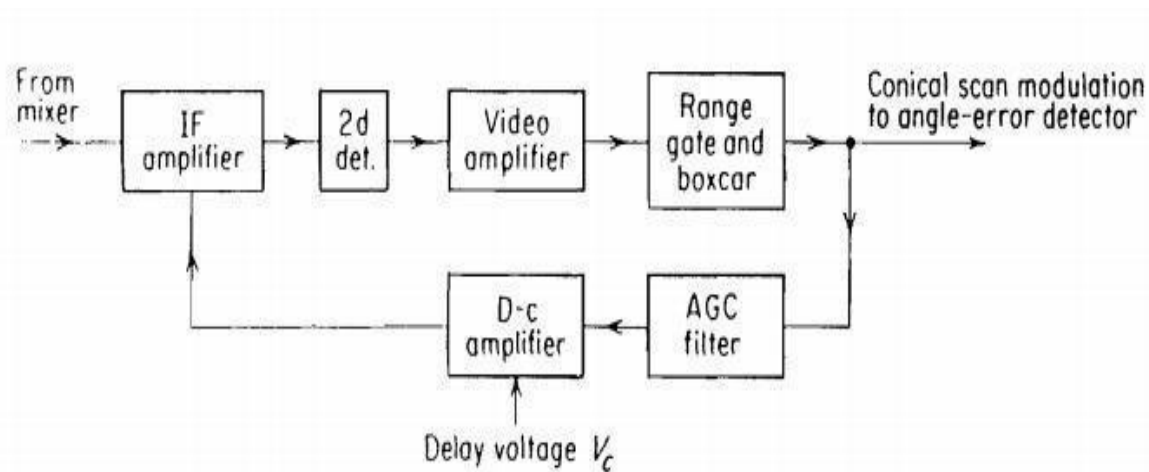 From
mixer
IF
amplifier
2d
det.
Video
amplifier
Range
gate and
boxcar
Conical scan modulation
to angle-error detector
D-c
amplifier
AGC
filter
Delay voltage Vc